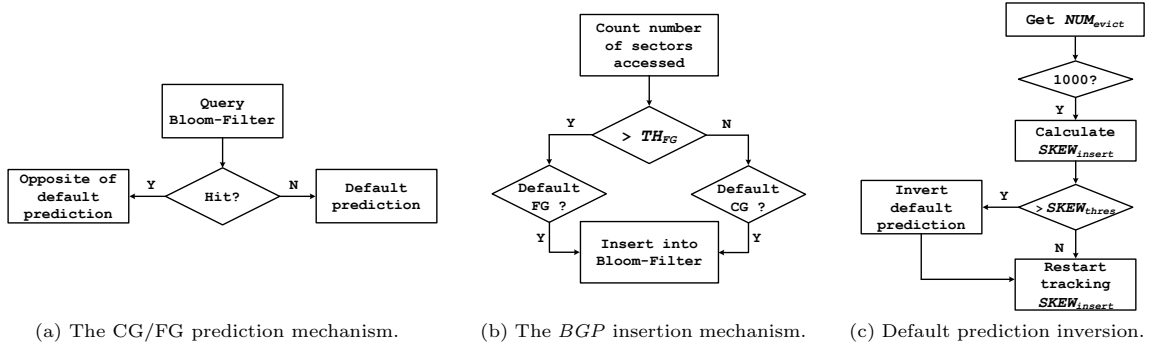 Query
Bloom-Filter
Hit?
Y
N
Opposite of
default
prediction
Default
prediction
(a) The CG/FG prediction mechanism.
Count number
of sectors
accessed
> TH_FG
Y
N
Default
FG ?
Default
CG ?
Y
Y
Insert into
Bloom-Filter
(b) The BGP insertion mechanism.
Get NUM_evict
1000?
Y
Calculate
SKEW_insert
> SKEW_thres
Y
N
Invert
default
prediction
Restart
tracking
SKEW_insert
(c) Default prediction inversion.